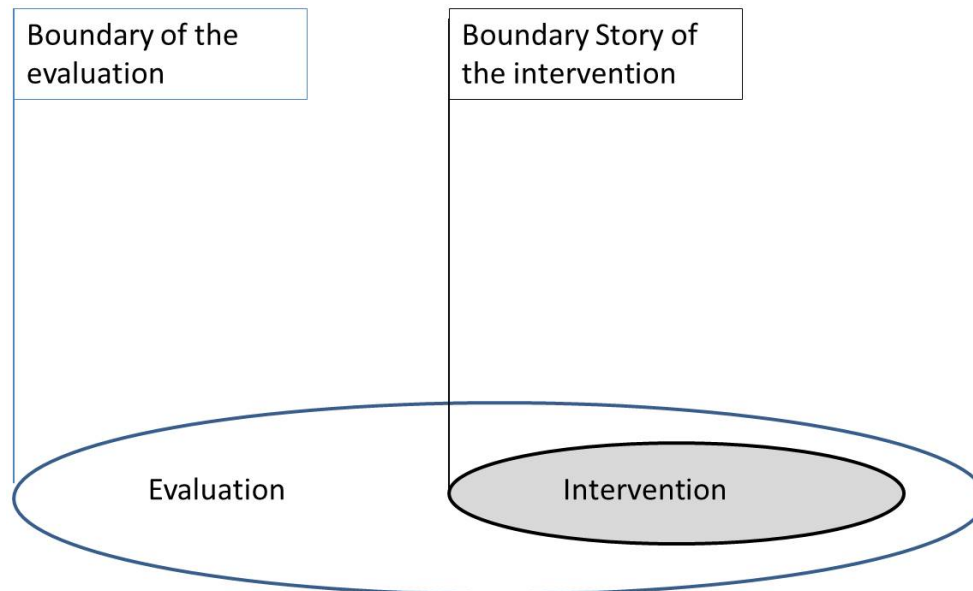 Boundary of the
evaluation
Boundary Story of
the intervention
Evaluation
Intervention